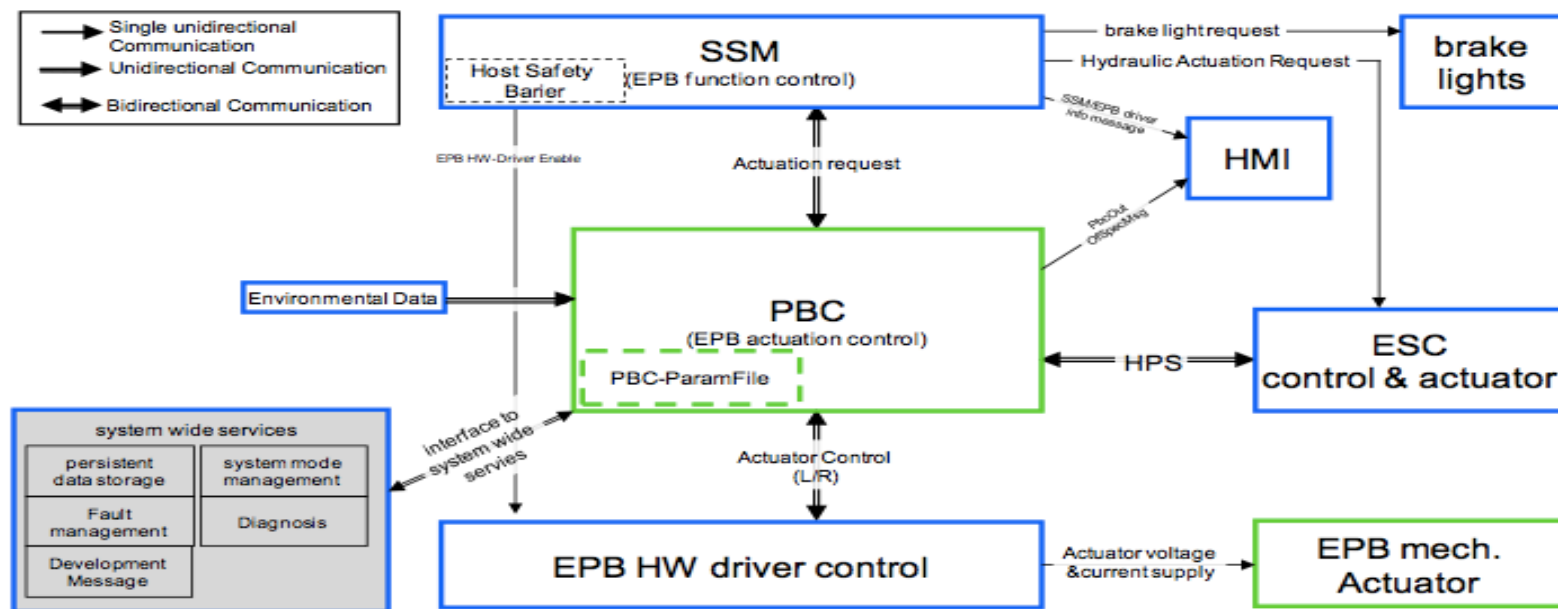 Single unidirectional
Communication
Unidirectional Communication
Bidirectional Communication
SSM
(EPB function control)
Host Safety
Barier
brake light request
Hydraulic Actuation Request
brake
lights
SSM/EPB driver
info message
HMI
EPB HW-Driver Enable
Actuation request
PbcOut
OfSpecMsg
Environmental Data
PBC
(EPB actuation control)
PBC-ParamFile
HPS
ESC
control & actuator
interface to
system wide
servies
system wide services
persistent
data storage
system mode
management
Fault
management
Diagnosis
Development
Message
Actuator Control
(L/R)
EPB HW driver control
Actuator voltage
&current supply
EPB mech.
Actuator